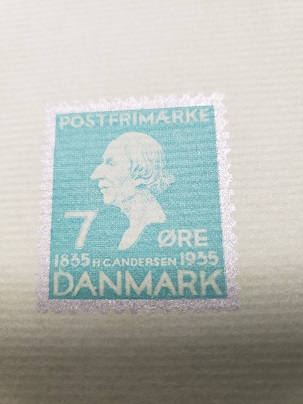 POSTFRIMÆRKE
7 ØRE
1835 H.C.ANDERSEN 1935
DANMARK